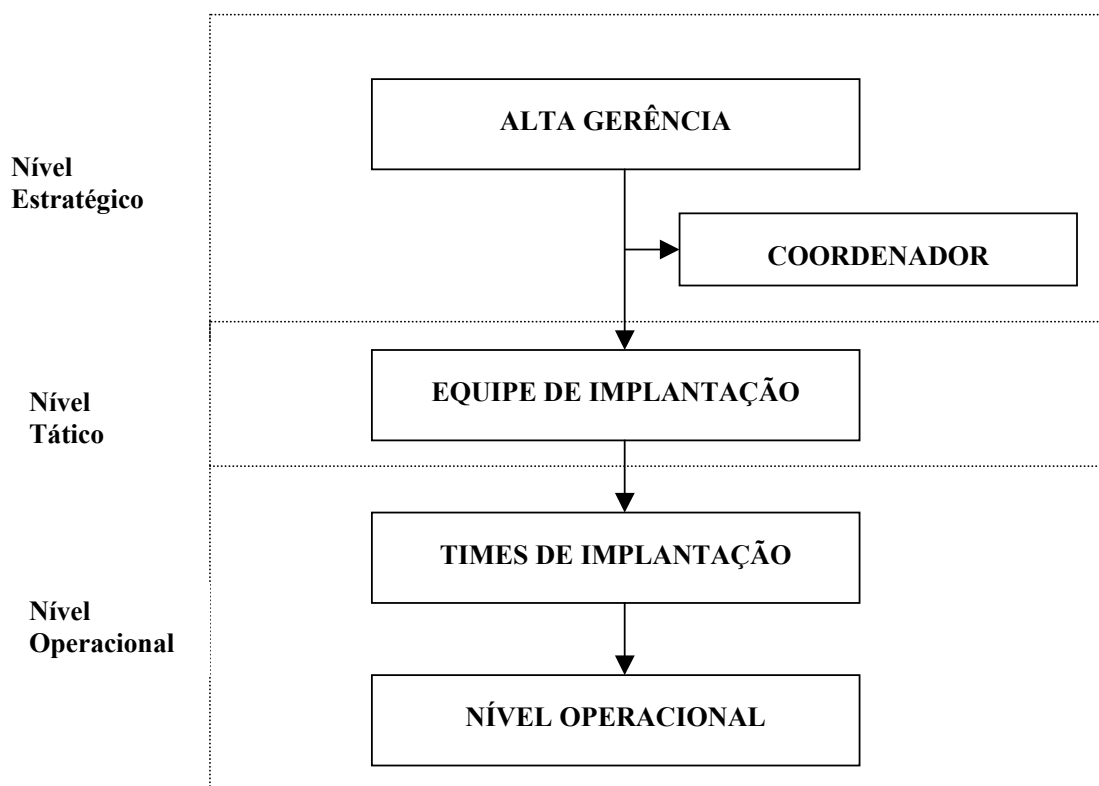 ALTA GERÊNCIA
Nível
Estratégico
COORDENADOR
EQUIPE DE IMPLANTAÇÃO
Nível
Tático
TIMES DE IMPLANTAÇÃO
Nível
Operacional
NÍVEL OPERACIONAL